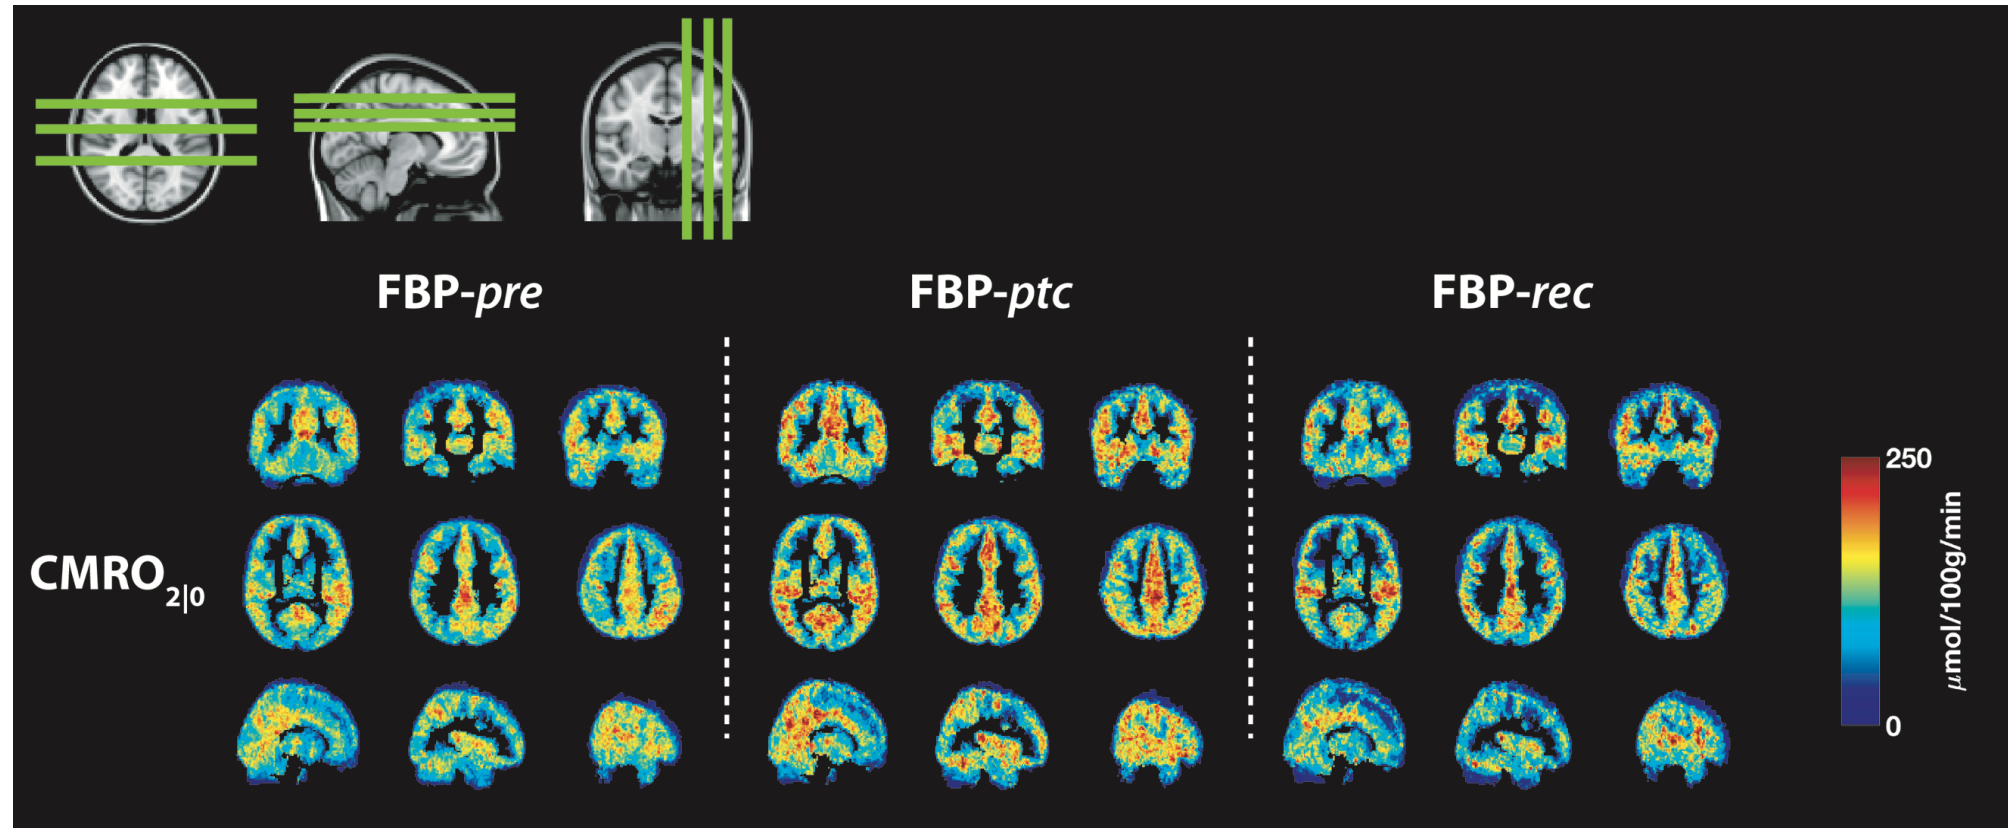 FBP-pre
FBP-ptc
FBP-rec
CMRO2|0
250
0
μmol/100g/min